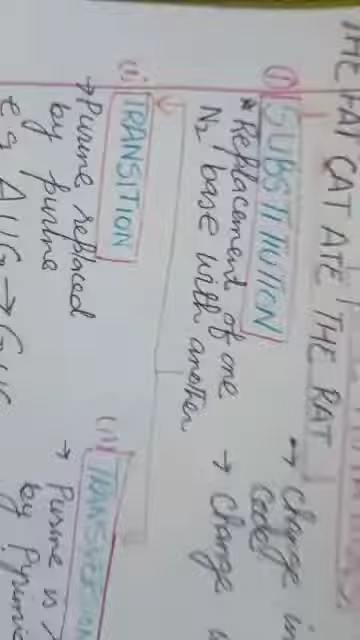 THE FAT CAT ATE THE RAT
→ Change in
code!
(1) SUBSTITUTION
* Replacement of one
N₂ base with another
→ Change
(i) TRANSITION
→ Purine replaced
by purine
e.g AUG →
(ii) TRANSVERSION
→ Purine is
by